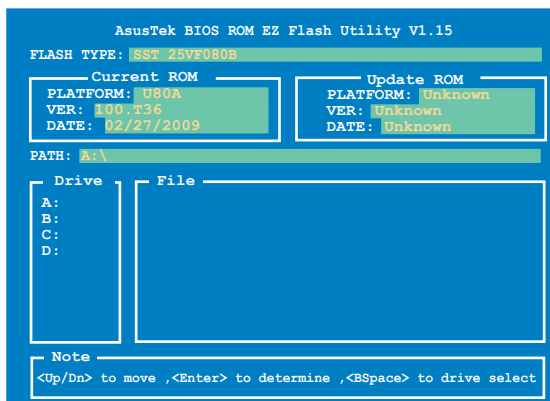 AsusTek BIOS ROM EZ Flash Utility V1.15
FLASH TYPE: SST 25VF080B
Current ROM
PLATFORM: U80A
VER: 100.T36
DATE: 02/27/2009
Update ROM
PLATFORM: Unknown
VER: Unknown
DATE: Unknown
PATH: A:\
Drive
A:
B:
C:
D:
File
Note
<Up/Dn> to move ,<Enter> to determine ,<BSpace> to drive select